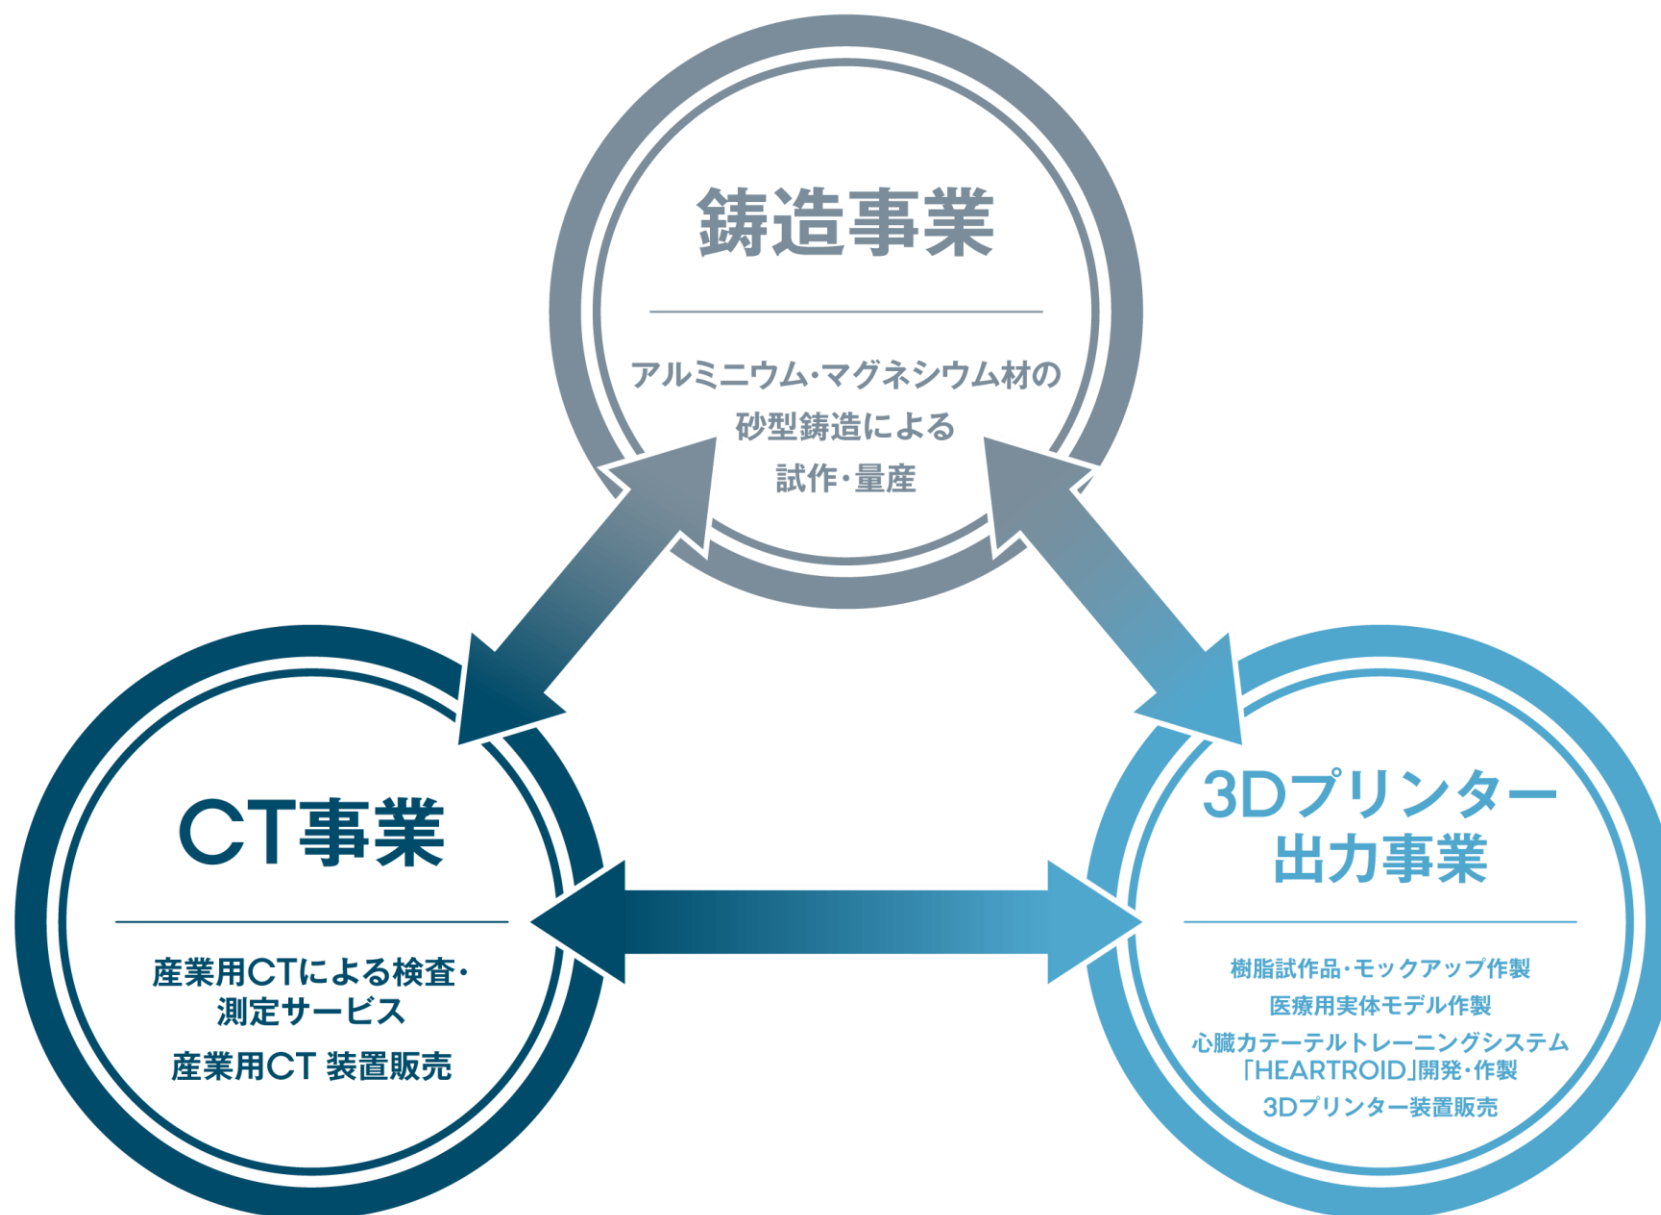 鋳造事業
アルミニウム・マグネシウム材の
砂型鋳造による
試作・量産
CT事業
産業用CTによる検査・
測定サービス
産業用CT 装置販売
3Dプリンター
出力事業
樹脂試作品・モックアップ作製
医療用実体モデル作製
心臓カテーテルトレーニングシステム
「HEARTROID」開発・作製
3Dプリンター装置販売